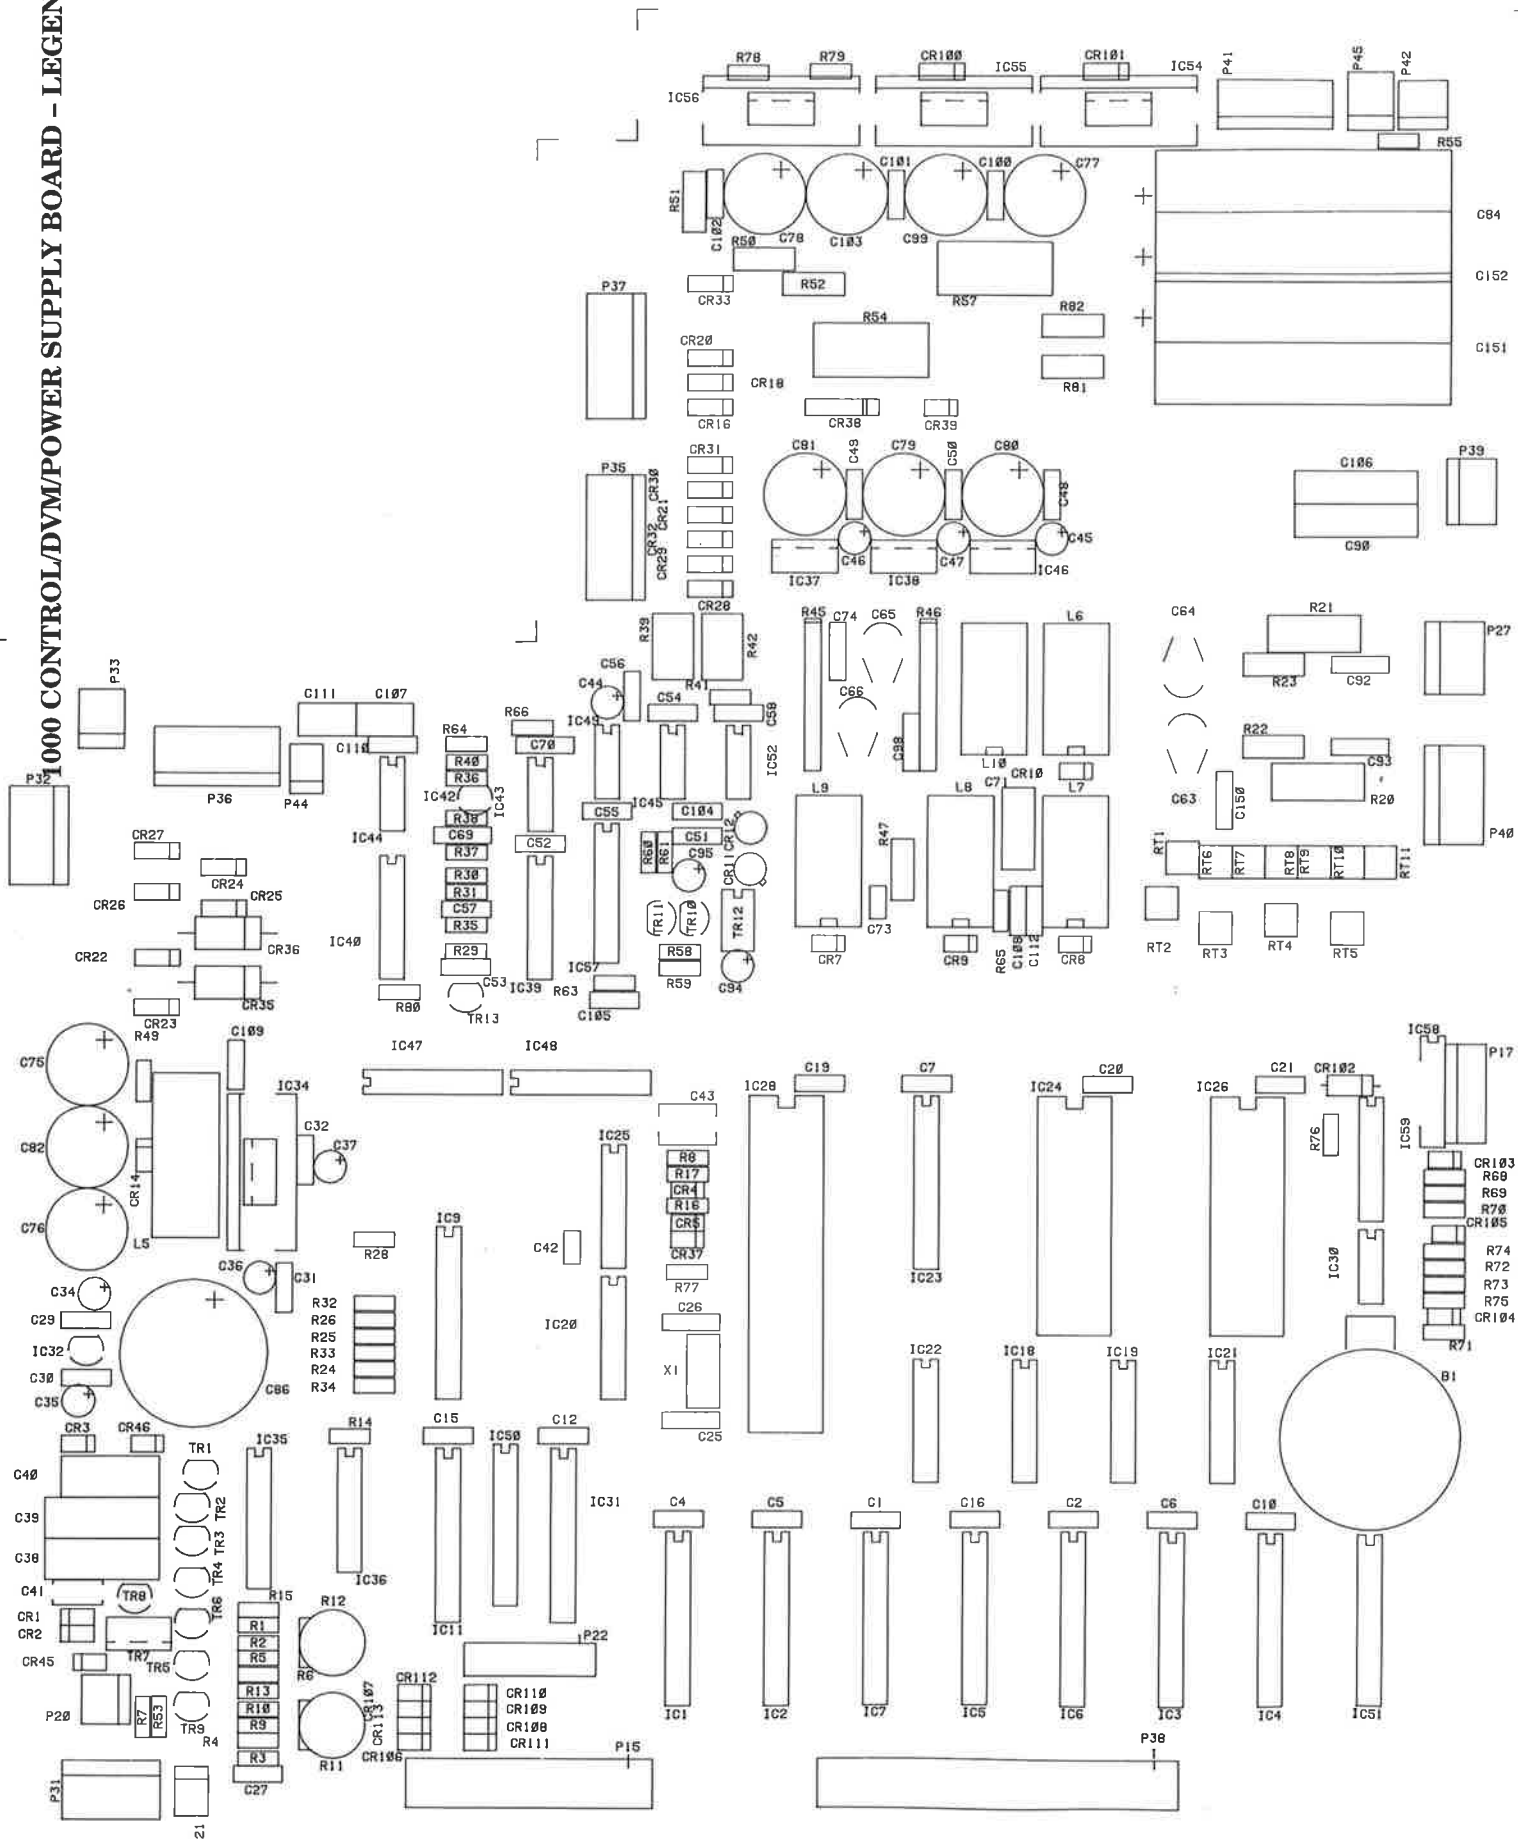 1000 CONTROL/DVM/POWER SUPPLY BOARD – LEGEN
R78 R79 CR100 IC55 CR101 IC54 P41 P45 P42
IC56
R55
C101 C100 C77
R51 C102
R50 C78 C103 C99
C84
P37 CR33 R52 R57
C152
R54 R82
CR20
C151
CR18 R81
CR16 CR38 CR39
CR31 C81 C49 C79 C50 C80
P35 CR30 C106 P39
CR21 C48
CR32 C46 C47 C45 C90
CR29 IC37 IC38 IC46
CR28 R45 C74 C65 R46 L6 C64 R21
R39 R42 P27
P33 C56 C66
C111 C107 C44 R41 R23 C92
R66 IC49 C54 C58
C110 R64 C70 C98 R22
P32 R40 IC52 L10 C93
P36 P44 R36 CR10
IC42 IC43 IC45 L9 L8 C71 L7 C63 C150 R20
IC44 R38 C55 C104
CR27 C69 C52 C51 CR12 R47 RT1 P40
R37 R60 R61 C95 RT6 RT7 RT8 RT9 RT10 RT11
CR24 R30 CR11
CR26 CR25 R31
C57 TR11 TR10 TR12 C73
R35
CR36 IC40 R29 R58 CR7 CR9 R65 C108 C112 CR8 RT2 RT3 RT4 RT5
CR22 C53 IC39 IC57 R59 C94
CR35 R80 R63
CR23 TR13 C105
R49 C109 IC58
C75 IC47 IC48 P17
IC34 IC28 C19 C7 IC24 C20 IC26 C21 CR102
C43
C32 IC25 IC59
C82 C37 R76
R8 CR103
R17 R68
CR14 CR4 R69
R16 R70
C76 L5 IC9 CR5 CR105
R28 C42 CR37 R74
C36 C31 IC23 IC30 R72
C34 R77 R73
C29 R32 C26 R75
R26 IC20 CR104
IC32 R25 R71
R33 IC22 IC18 IC19 IC21
C30 R24 X1 B1
C35 C86 R34
CR3 CR46 R14 C15 IC50 C12 C25
TR1 IC35
C40
TR2 IC31 C4 C5 C1 C16 C2 C6 C10
C39
TR3
C38
TR4
C41 IC36
TR8 R15 R12
CR1 TR6 R1
CR2 R2 IC11 P22
TR7 R5
CR45 TR5 R6 CR112
R13 CR107 CR110
R10 CR109
P20 R7 R53 TR9 R9 CR113 CR108 IC1 IC2 IC7 IC5 IC6 IC3 IC4 IC51
R4 CR111
R3 R11 CR106 P15 P38
P31 C27
21